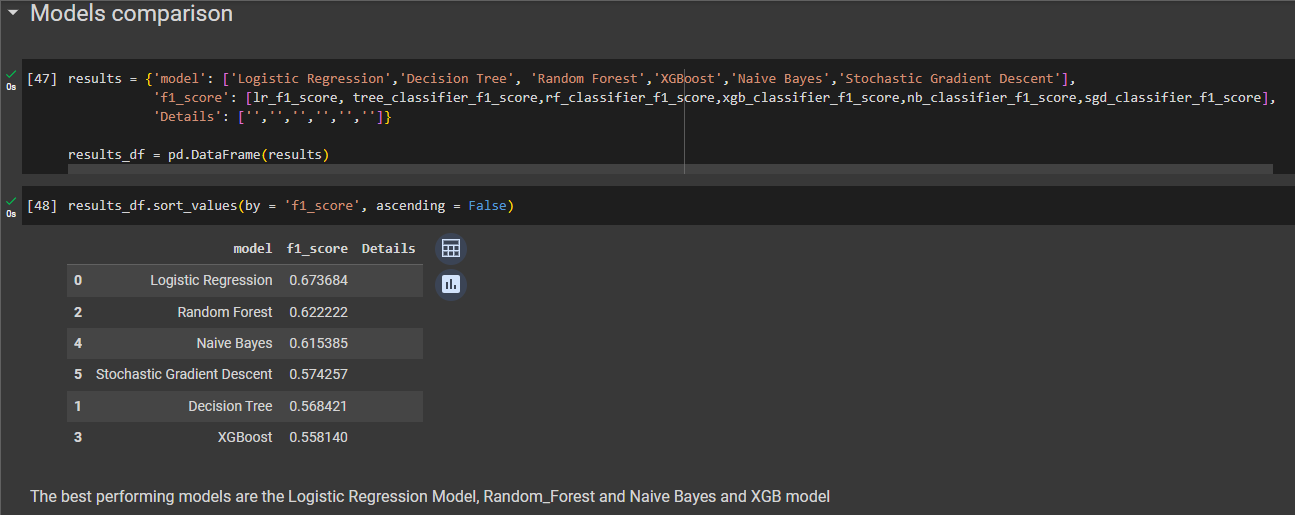 Models comparison
[47] results = {'model': ['Logistic Regression','Decision Tree', 'Random Forest','XGBoost','Naive Bayes','Stochastic Gradient Descent'],
0s
'f1_score': [lr_f1_score, tree_classifier_f1_score,rf_classifier_f1_score,xgb_classifier_f1_score,nb_classifier_f1_score,sgd_classifier_f1_score],
'Details': ['','','','','','']}
results_df = pd.DataFrame(results)
[48] results_df.sort_values(by = 'f1_score', ascending = False)
0s
model f1_score Details
0 Logistic Regression 0.673684
2 Random Forest 0.622222
4 Naive Bayes 0.615385
5 Stochastic Gradient Descent 0.574257
1 Decision Tree 0.568421
3 XGBoost 0.558140
The best performing models are the Logistic Regression Model, Random_Forest and Naive Bayes and XGB model